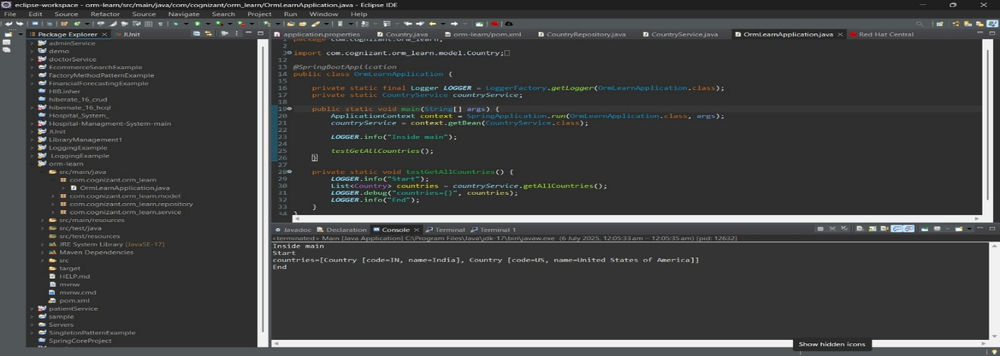 eclipse-workspace - orm-learn/src/main/java/com/cognizant/orm_learn/OrmLearnApplication.java - Eclipse IDE
File Edit Source Refactor Source Navigate Search Project Run Window Help
Package Explorer × JUnit
adminService
demo
doctorService
EcommerceSearchExample
FactoryMethodPatternExample
FinancialForecastingExample
HIB.inher
hiberate_16_crud
hibernate_16_hcql
Hospital_System_
Hospital-Managment-System-main
JUnit
LibraryManagement1
LoggingExample
LoggingExample
orm-learn
src/main/java
com.cognizant.orm_learn
OrmLearnApplication.java
com.cognizant.orm_learn.model
com.cognizant.orm_learn.repository
com.cognizant.orm_learn.service
src/main/resources
src/test/java
src/test/resources
JRE System Library [JavaSE-17]
Maven Dependencies
src
target
HELP.md
mvnw
mvnw.cmd
pom.xml
patientService
sample
Servers
SingletonPatternExample
SpringCoreProject
application.properties Country.java orm-learn/pom.xml CountryRepository.java CountryService.java OrmLearnApplication.java × Red Hat Central
1 package com.cognizant.orm_learn;
2
3 import com.cognizant.orm_learn.model.Country;
12
13 @SpringBootApplication
14 public class OrmLearnApplication {
15
16 private static final Logger LOGGER = LoggerFactory.getLogger(OrmLearnApplication.class);
17 private static CountryService countryService;
18
19 public static void main(String[] args) {
20 ApplicationContext context = SpringApplication.run(OrmLearnApplication.class, args);
21 countryService = context.getBean(CountryService.class);
22
23 LOGGER.info("Inside main");
24
25 testGetAllCountries();
26 }
27
28 private static void testGetAllCountries() {
29 LOGGER.info("Start");
30 List<Country> countries = countryService.getAllCountries();
31 LOGGER.debug("countries={}", countries);
32 LOGGER.info("End");
33 }
34 }
Javadoc Declaration Console × Terminal Terminal 1
<terminated> Main [Java Application] C:\Program Files\Java\jdk-17\bin\javaw.exe (6 July 2025, 12:05:33 am – 12:05:35 am) [pid: 12632]
Inside main
Start
countries=[Country [code=IN, name=India], Country [code=US, name=United States of America]]
End
Show hidden icons